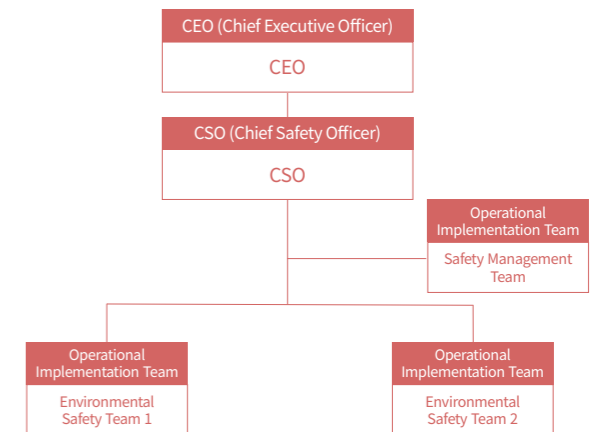 CEO (Chief Executive Officer)
CEO
CSO (Chief Safety Officer)
CSO
Operational
Implementation Team
Safety Management
Team
Operational
Implementation Team
Environmental
Safety Team 1
Operational
Implementation Team
Environmental
Safety Team 2